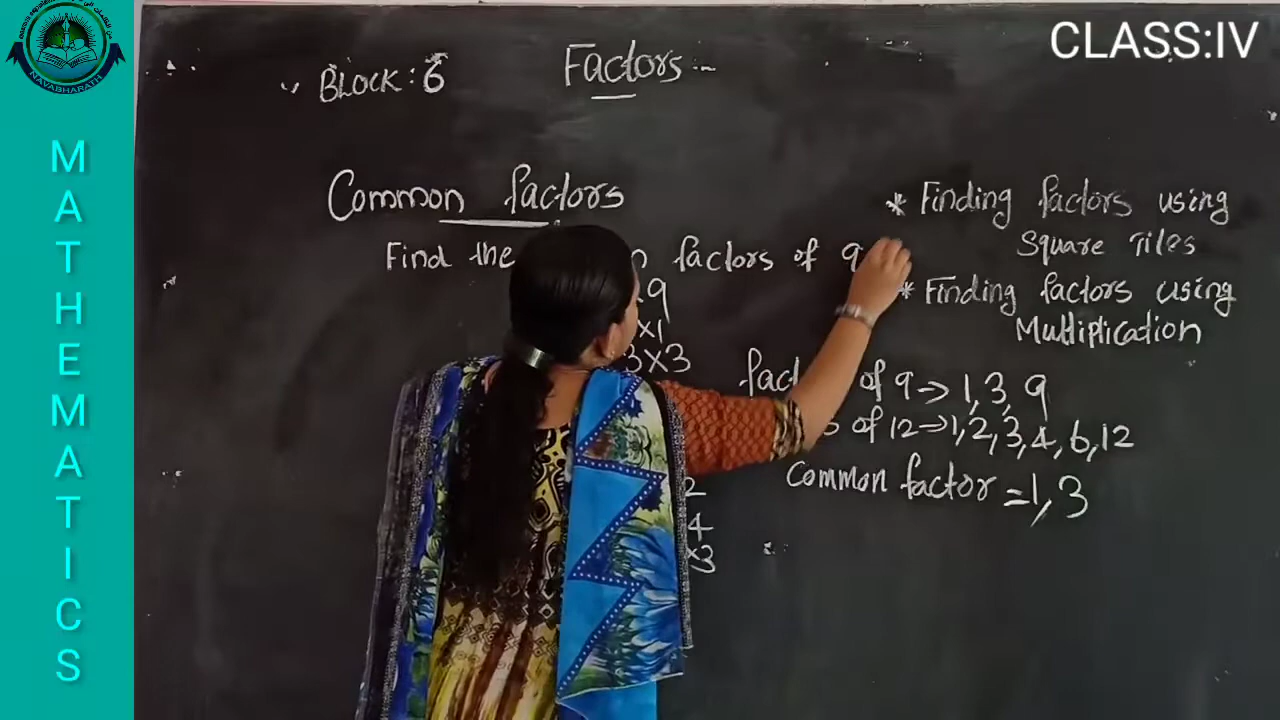 CLASS:IV
NAVABHARATH
MATHEMATICS
BLOCK: 6
Factors
Common factors
Find the factors of 9
×9
×1
3×3
2
4
×3
* Finding factors using
Square Tiles
* Finding factors using
Multiplication
of 9 → 1, 3, 9
of 12 → 1, 2, 3, 4, 6, 12
Common factor = 1, 3